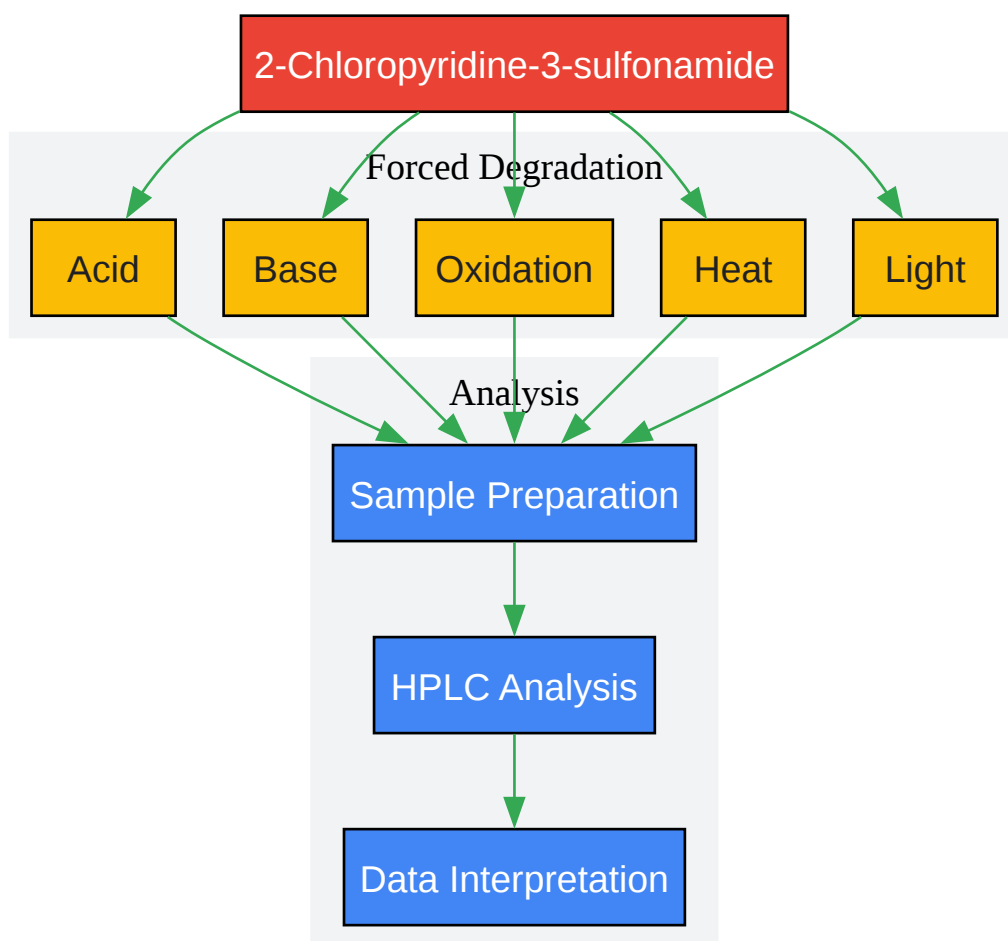 2-Chloropyridine-3-sulfonamide
Forced Degradation
Acid
Base
Oxidation
Heat
Light
Analysis
Sample Preparation
HPLC Analysis
Data Interpretation